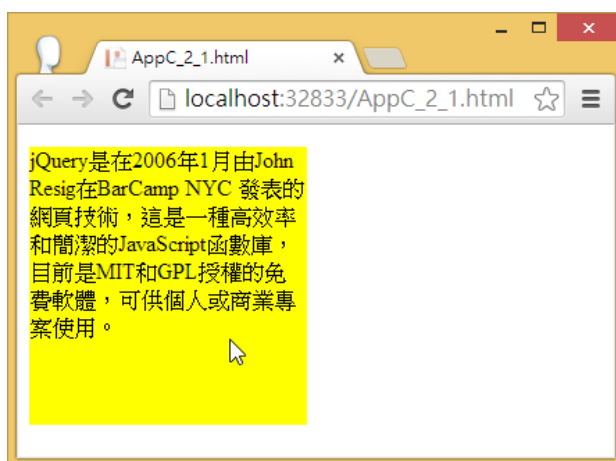 AppC_2_1.html
localhost:32833/AppC_2_1.html
jQuery是在2006年1月由John
Resig在BarCamp NYC 發表的
網頁技術，這是一種高效率
和簡潔的JavaScript函數庫，
目前是MIT和GPL授權的免
費軟體，可供個人或商業專
案使用。